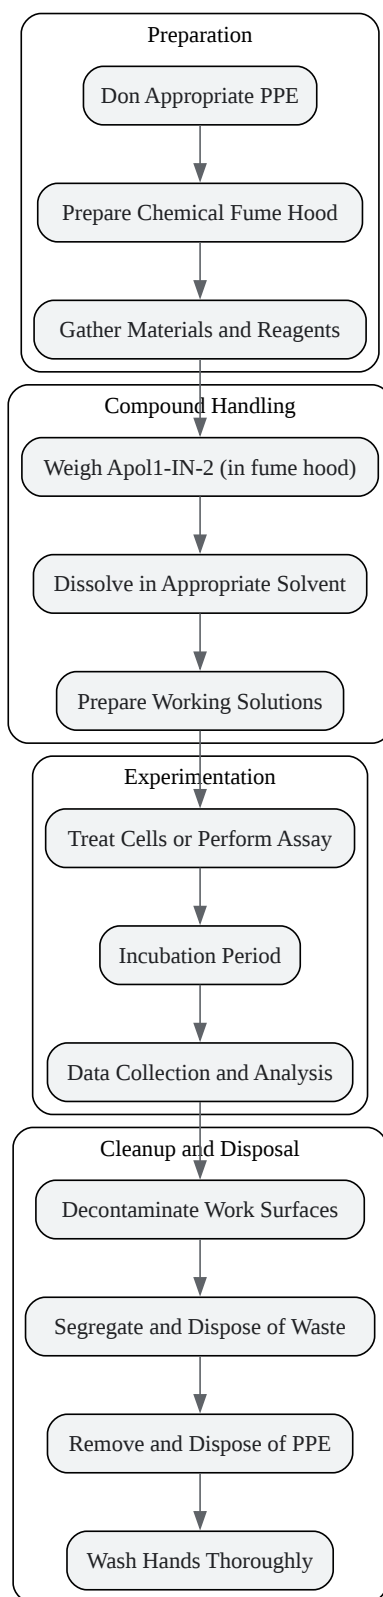 Preparation
Don Appropriate PPE
Prepare Chemical Fume Hood
Gather Materials and Reagents
Compound Handling
Weigh Apol1-IN-2 (in fume hood)
Dissolve in Appropriate Solvent
Prepare Working Solutions
Experimentation
Treat Cells or Perform Assay
Incubation Period
Data Collection and Analysis
Cleanup and Disposal
Decontaminate Work Surfaces
Segregate and Dispose of Waste
Remove and Dispose of PPE
Wash Hands Thoroughly